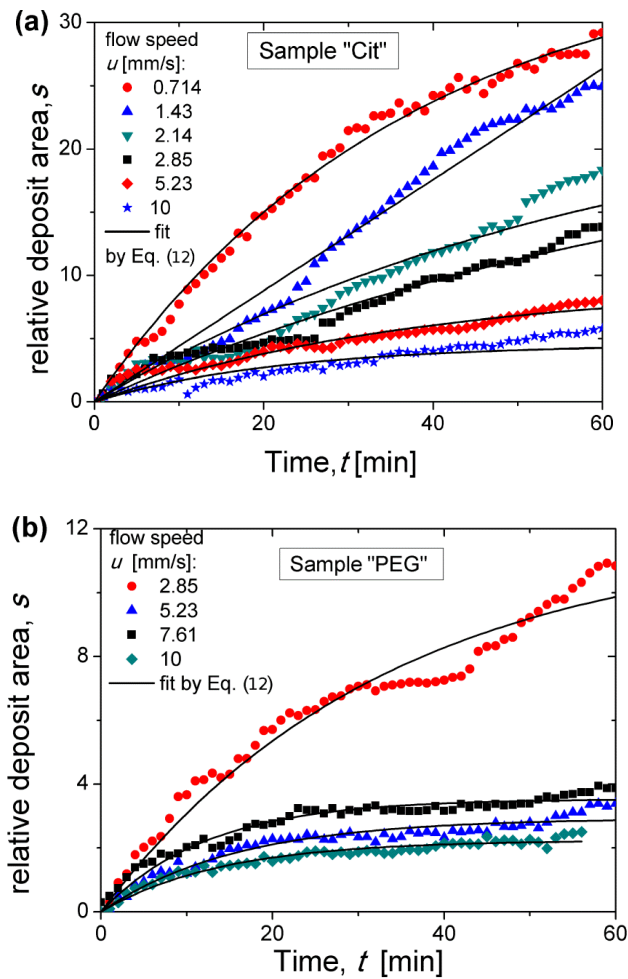 (a)
30
20
10
0
0
20
40
60
relative deposit area, s
Time, t [min]
flow speed
u [mm/s]:
0.714
1.43
2.14
2.85
5.23
10
fit
by Eq. (12)
Sample "Cit"
(b)
12
8
4
0
0
20
40
60
relative deposit area, s
Time, t [min]
flow speed
u [mm/s]:
2.85
5.23
7.61
10
fit by Eq. (12)
Sample "PEG"